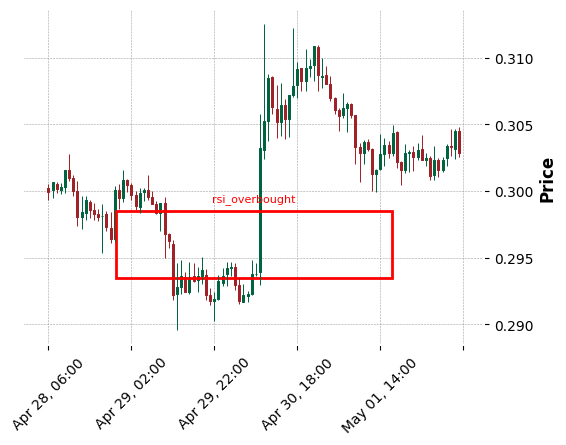 0.310
0.305
0.300
0.295
0.290
Price
rsi_overbought
Apr 28, 06:00
Apr 29, 02:00
Apr 29, 22:00
Apr 30, 18:00
May 01, 14:00